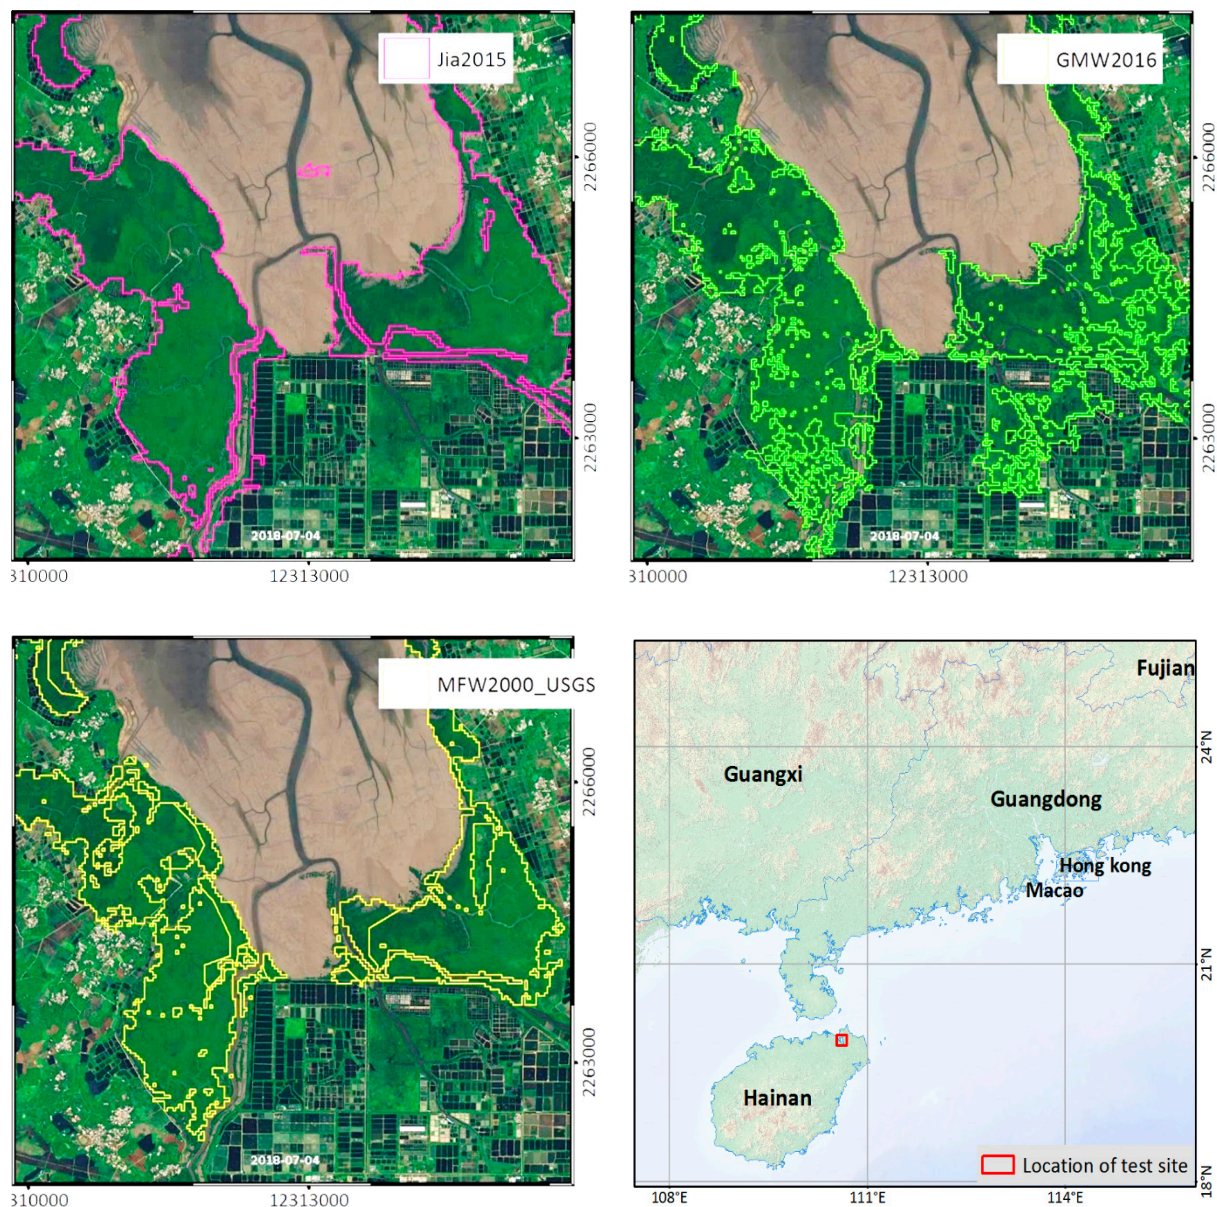 Jia2015
2266000
2263000
2018-07-04
310000
12313000
GMW2016
2266000
2263000
2018-07-04
310000
12313000
MFW2000_USGS
2266000
2263000
2018-07-04
310000
12313000
Fujian
Guangxi
Guangdong
Hong kong
Macao
Hainan
Location of test site
24°N
21°N
18°N
108°E
111°E
114°E